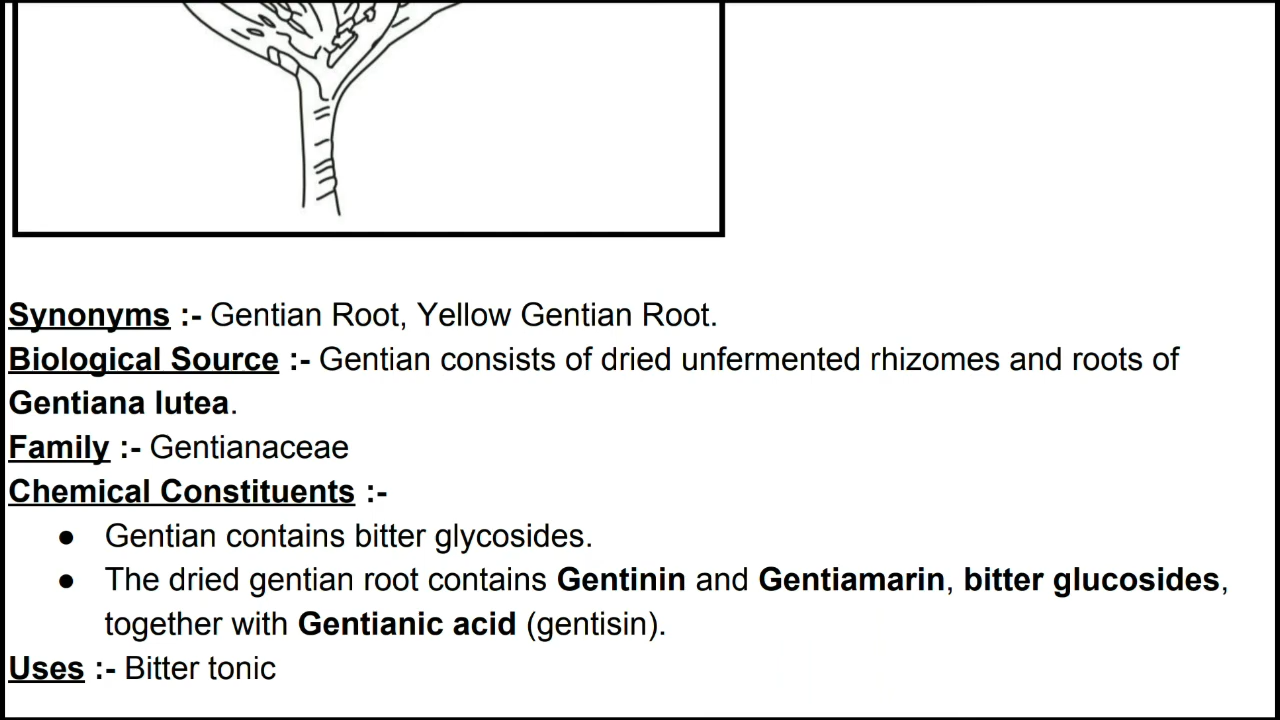 Synonyms :- Gentian Root, Yellow Gentian Root.
Biological Source :- Gentian consists of dried unfermented rhizomes and roots of
Gentiana lutea.
Family :- Gentianaceae
Chemical Constituents :-
● Gentian contains bitter glycosides.
● The dried gentian root contains Gentinin and Gentiamarin, bitter glucosides,
together with Gentianic acid (gentisin).
Uses :- Bitter tonic